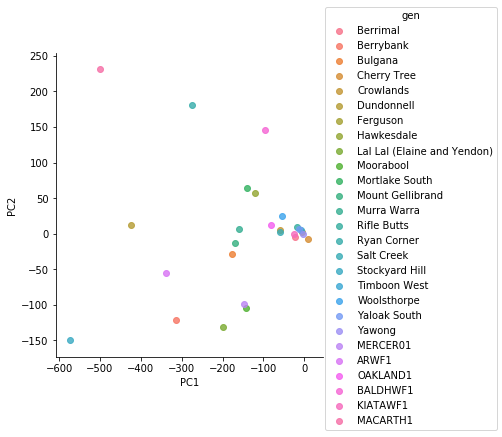 gen
Berrimal
Berrybank
Bulgana
Cherry Tree
Crowlands
Dundonnell
Ferguson
Hawkesdale
Lal Lal (Elaine and Yendon)
Moorabool
Mortlake South
Mount Gellibrand
Murra Warra
Rifle Butts
Ryan Corner
Salt Creek
Stockyard Hill
Timboon West
Woolsthorpe
Yaloak South
Yawong
MERCER01
ARWF1
OAKLAND1
BALDHWF1
KIATAWF1
MACARTH1
250
200
150
100
50
0
−50
−100
−150
PC2
−600 −500 −400 −300 −200 −100 0
PC1